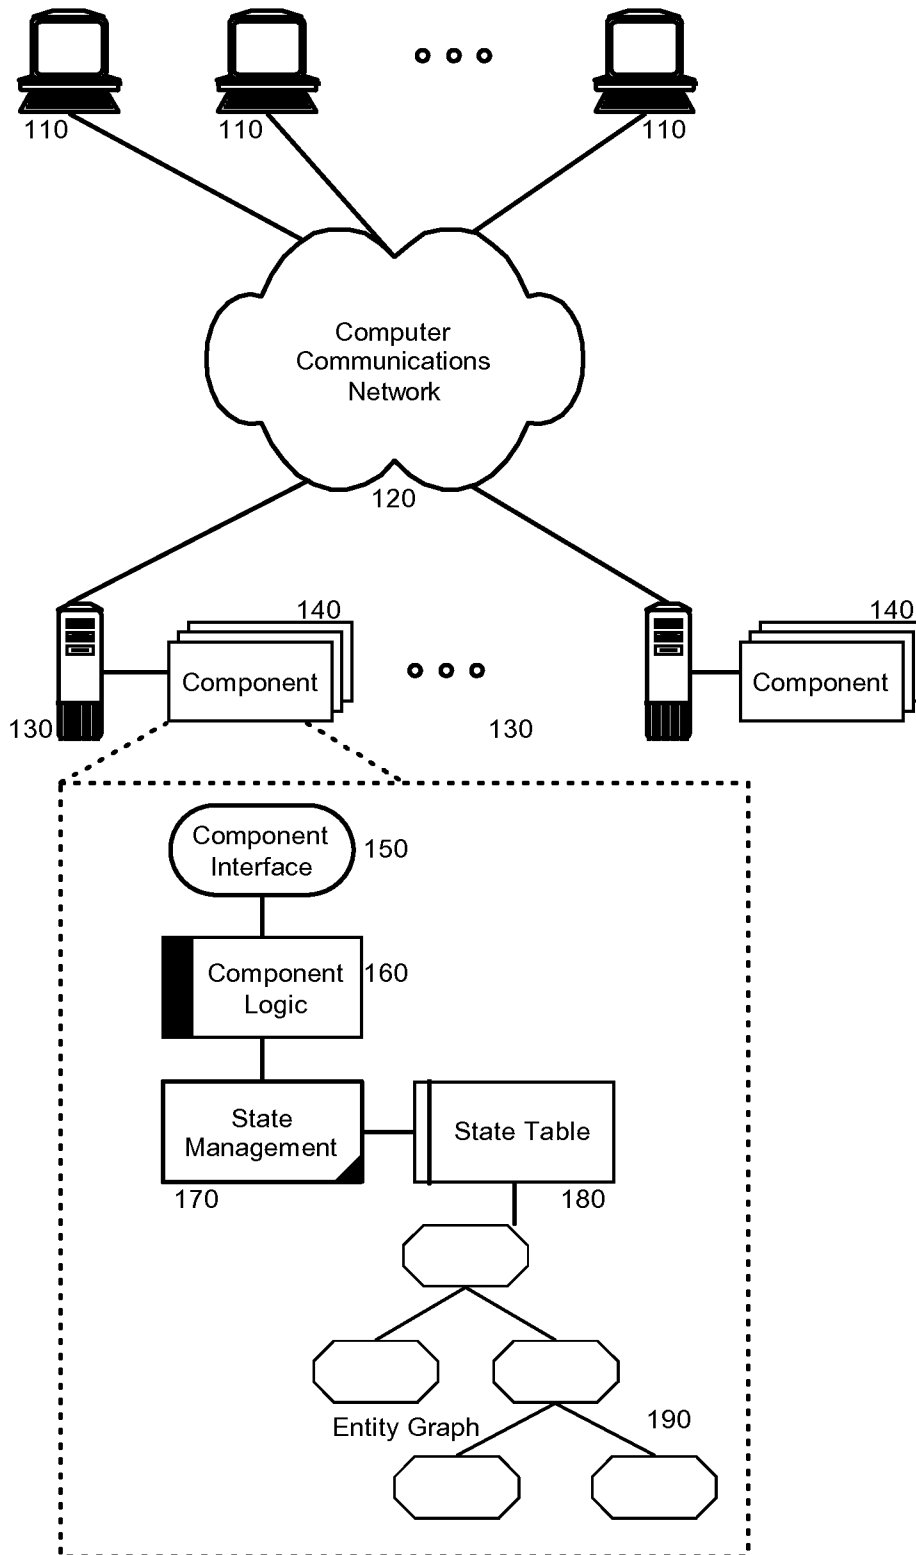 110
110
110
Computer
Communications
Network
120
140
140
Component
Component
130
130
Component
Interface
150
Component
Logic
160
State
Management
State Table
170
180
Entity Graph
190